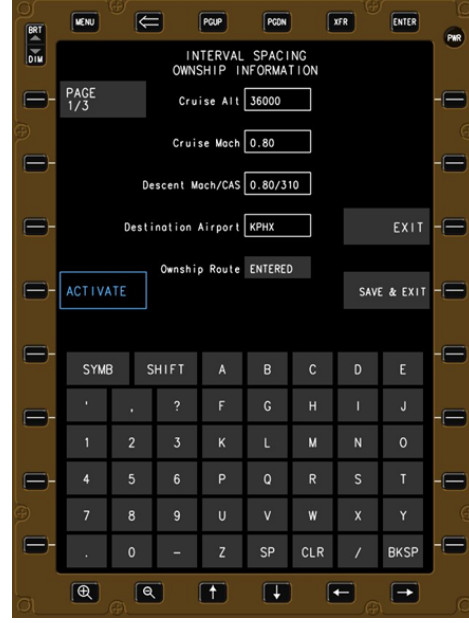 MENU PGUP PGDN XFR ENTER
BRT
DIM
PWR
INTERVAL SPACING
OWNSHIP INFORMATION
PAGE
1/3
Cruise Alt 36000
Cruise Mach 0.80
Descent Mach/CAS 0.80/310
Destination Airport KPHX
EXIT
Ownship Route ENTERED
ACTIVATE
SAVE & EXIT
SYMB SHIFT A B C D E
' , ? F G H I J
1 2 3 K L M N O
4 5 6 P Q R S T
7 8 9 U V W X Y
. 0 - Z SP CLR / BKSP